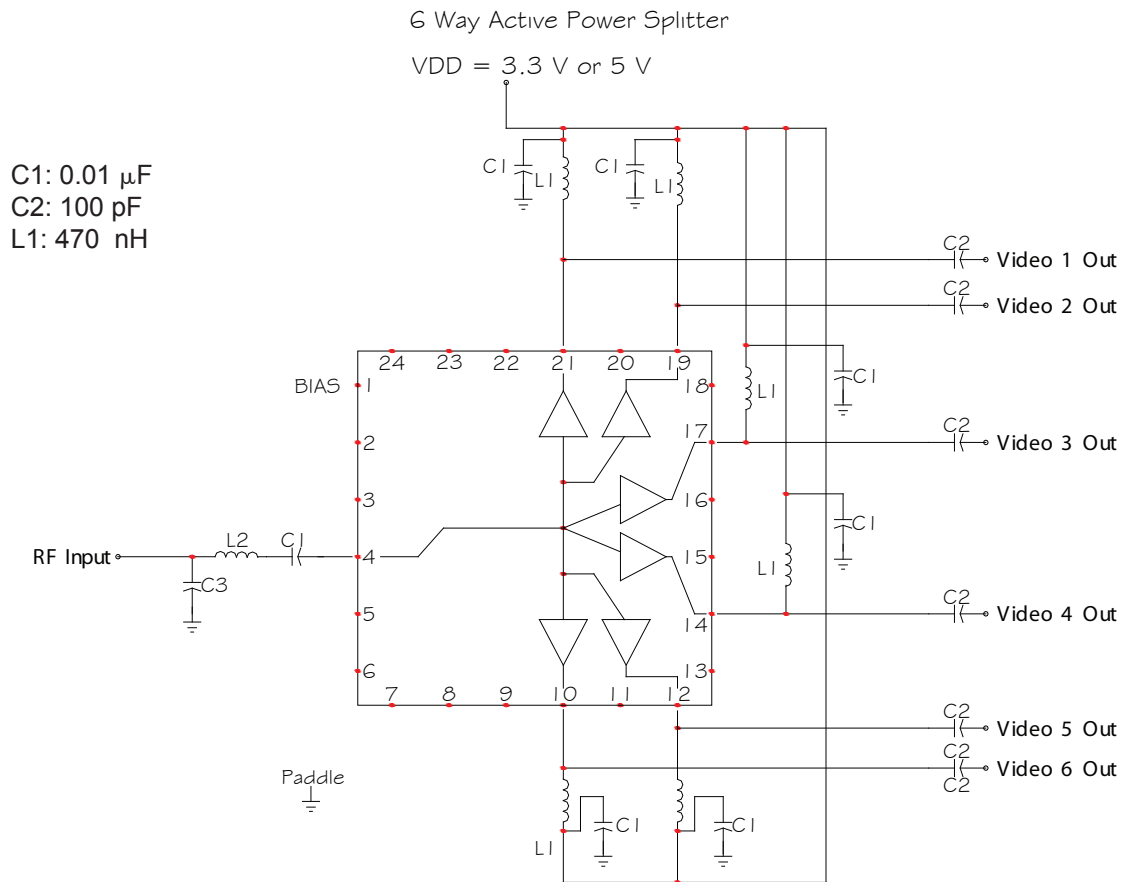 6 Way Active Power Splitter
VDD = 3.3 V or 5 V
C1: 0.01 μF
C2: 100 pF
L1: 470 nH
C1
L1
C1
L1
C2
Video 1 Out
C2
Video 2 Out
24
23
22
21
20
19
BIAS
1
18
L1
C1
2
17
C2
Video 3 Out
3
16
L2
C1
C1
RF Input
4
15
L1
C3
5
14
C2
Video 4 Out
6
13
7
8
9
10
11
12
C2
Video 5 Out
C2
Video 6 Out
C2
Paddle
C1
C1
L1